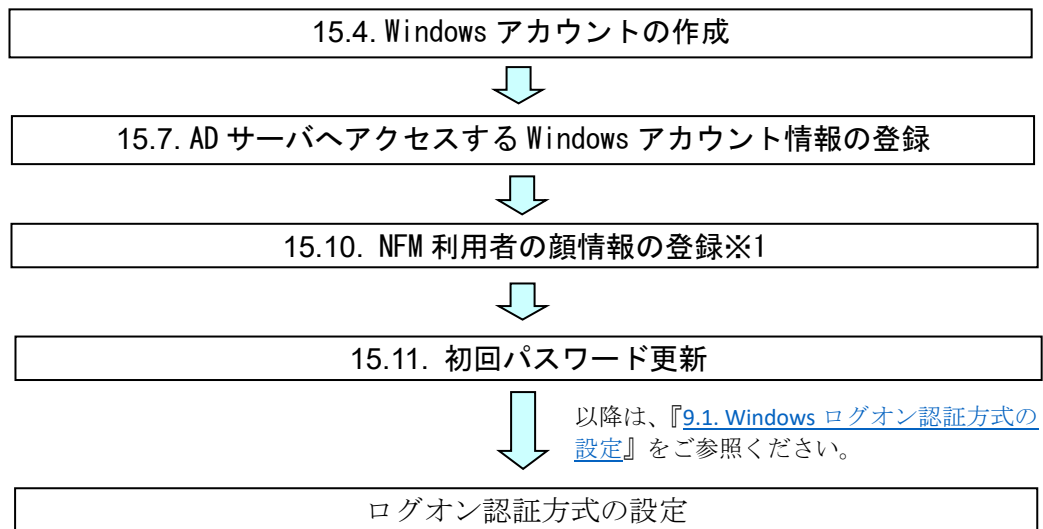 15.4. Windows アカウントの作成
15.7. AD サーバへアクセスする Windows アカウント情報の登録
15.10. NFM 利用者の顔情報の登録※1
15.11. 初回パスワード更新
以降は、『9.1. Windows ログオン認証方式の
設定』をご参照ください。
ログオン認証方式の設定